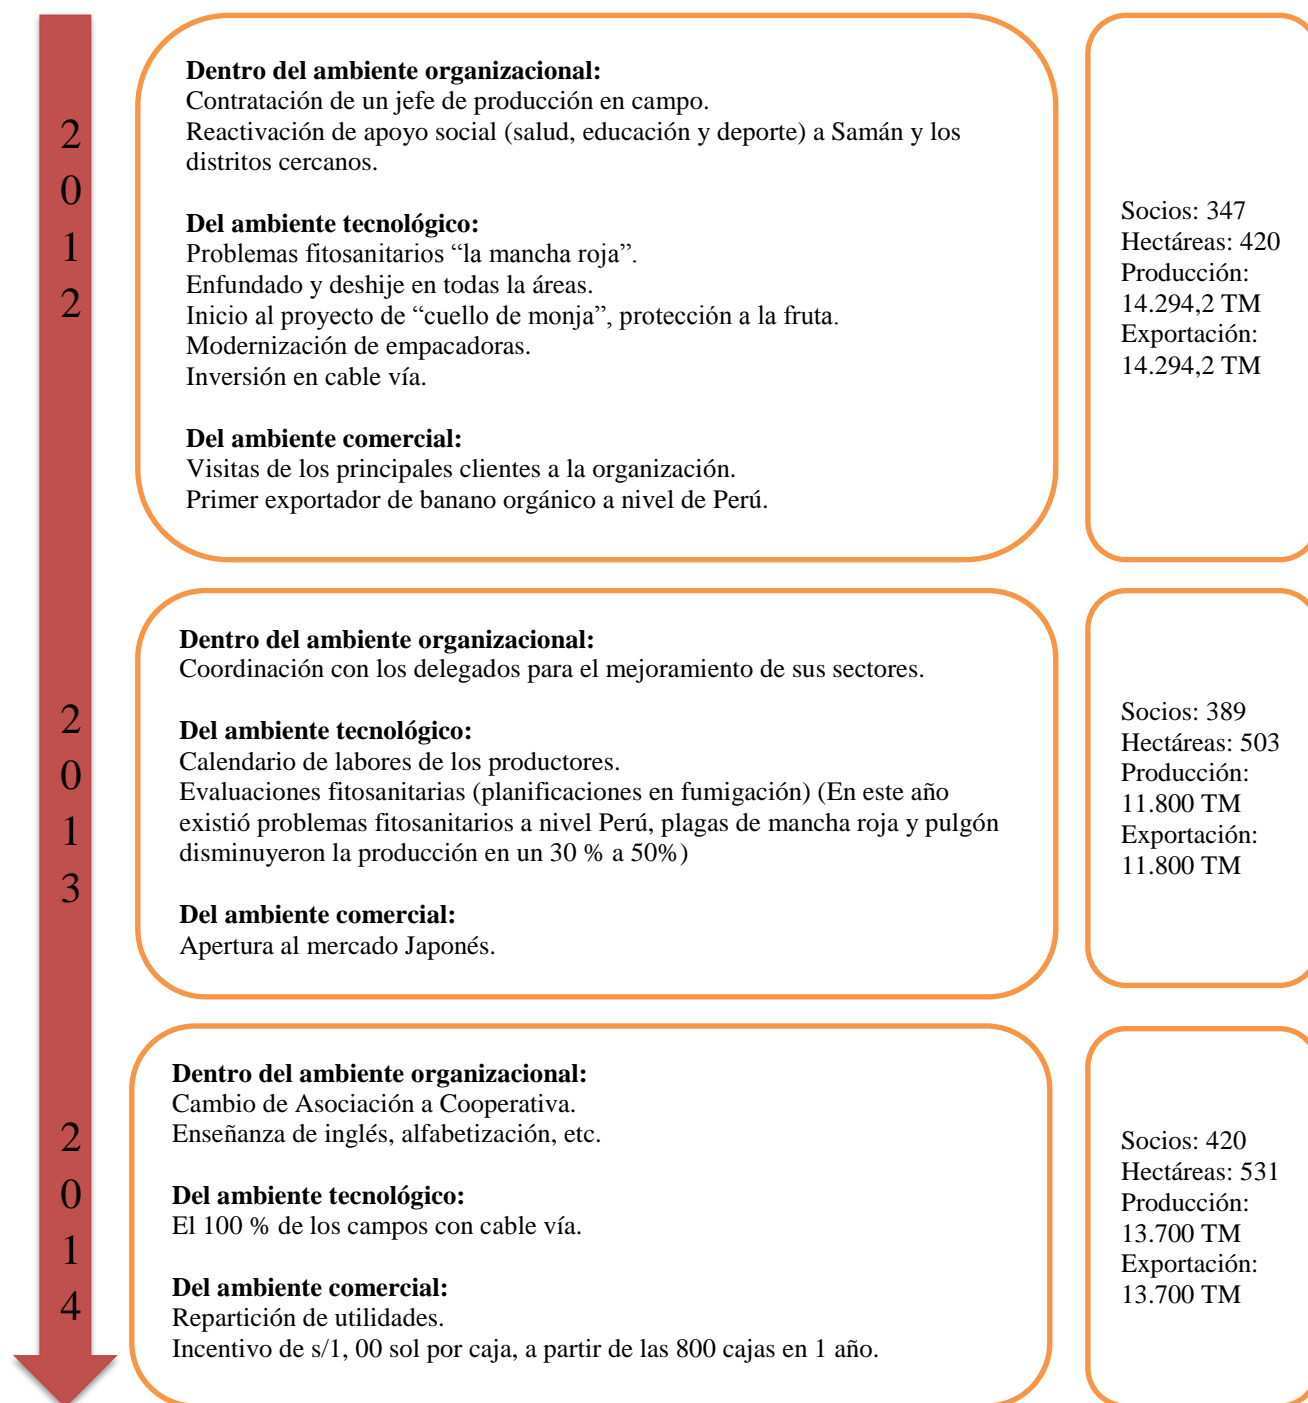 2
0
1
2
Dentro del ambiente organizacional:
Contratación de un jefe de producción en campo.
Reactivación de apoyo social (salud, educación y deporte) a Samán y los
distritos cercanos.
Del ambiente tecnológico:
Problemas fitosanitarios “la mancha roja”.
Enfundado y deshije en todas la áreas.
Inicio al proyecto de “cuello de monja”, protección a la fruta.
Modernización de empacadoras.
Inversión en cable vía.
Del ambiente comercial:
Visitas de los principales clientes a la organización.
Primer exportador de banano orgánico a nivel de Perú.
Socios: 347
Hectáreas: 420
Producción:
14.294,2 TM
Exportación:
14.294,2 TM
2
0
1
3
Dentro del ambiente organizacional:
Coordinación con los delegados para el mejoramiento de sus sectores.
Del ambiente tecnológico:
Calendario de labores de los productores.
Evaluaciones fitosanitarias (planificaciones en fumigación) (En este año
existió problemas fitosanitarios a nivel Perú, plagas de mancha roja y pulgón
disminuyeron la producción en un 30 % a 50%)
Del ambiente comercial:
Apertura al mercado Japonés.
Socios: 389
Hectáreas: 503
Producción:
11.800 TM
Exportación:
11.800 TM
2
0
1
4
Dentro del ambiente organizacional:
Cambio de Asociación a Cooperativa.
Enseñanza de inglés, alfabetización, etc.
Del ambiente tecnológico:
El 100 % de los campos con cable vía.
Del ambiente comercial:
Repartición de utilidades.
Incentivo de s/1, 00 sol por caja, a partir de las 800 cajas en 1 año.
Socios: 420
Hectáreas: 531
Producción:
13.700 TM
Exportación:
13.700 TM